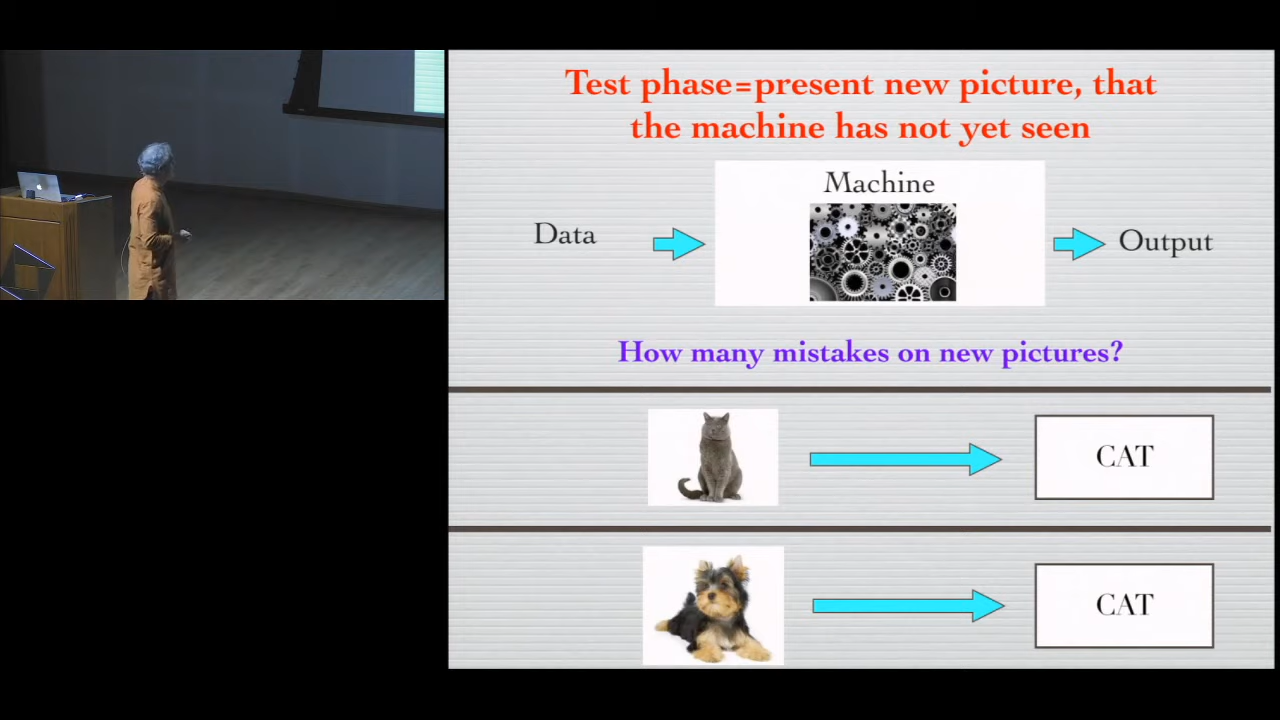 Test phase=present new picture, that
the machine has not yet seen
Machine
Data
Output
How many mistakes on new pictures?
CAT
CAT